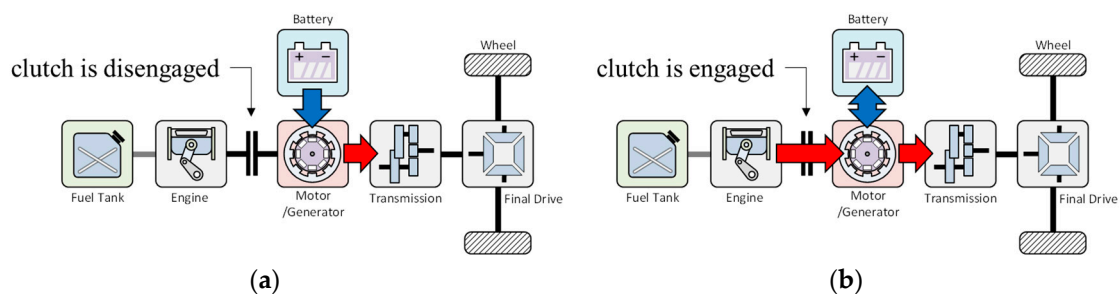 Battery
Wheel
clutch is disengaged
+ −
Fuel Tank
Engine
Motor
/Generator
Transmission
Final Drive
(a)
Battery
Wheel
clutch is engaged
+ −
Fuel Tank
Engine
Motor
/Generator
Transmission
Final Drive
(b)